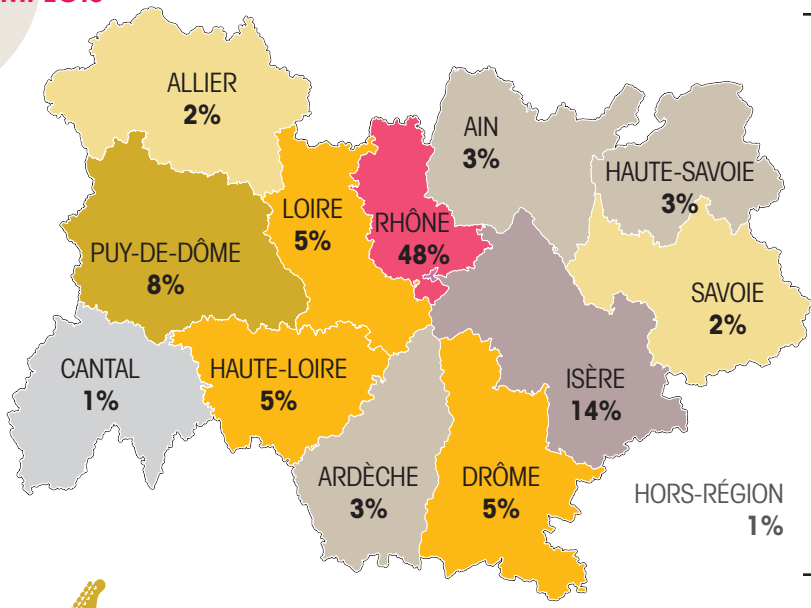 ALLIER
2%
AIN
3%
HAUTE-SAVOIE
3%
LOIRE
5%
RHÔNE
48%
PUY-DE-DÔME
8%
SAVOIE
2%
CANTAL
1%
HAUTE-LOIRE
5%
ISÈRE
14%
ARDÈCHE
3%
DRÔME
5%
HORS-RÉGION
1%